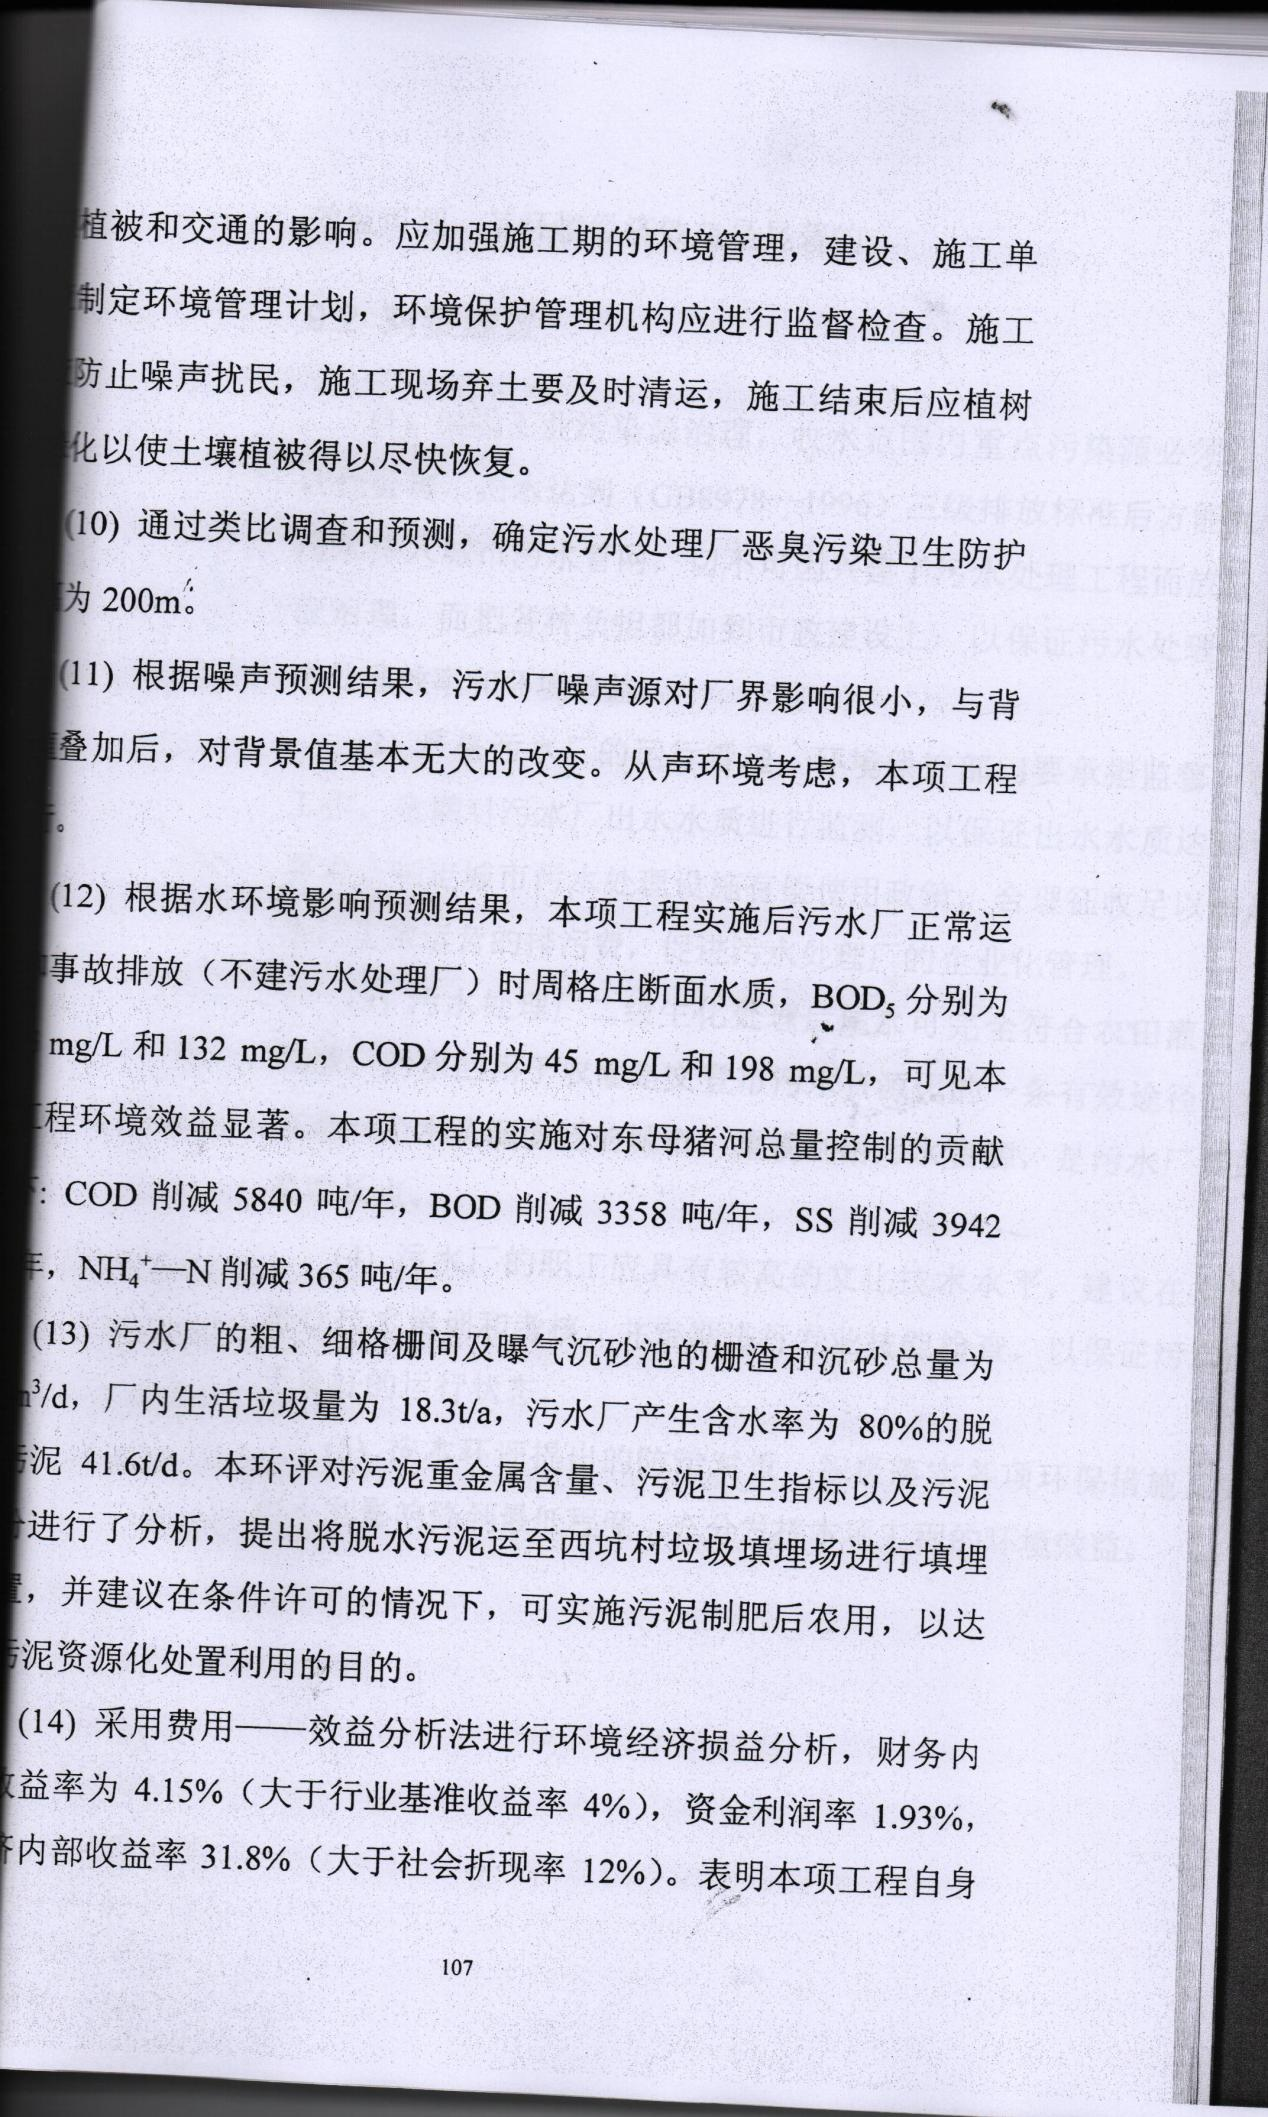 植被和交通的影响。应加强施工期的环境管理，建设、施工单
制定环境管理计划，环境保护管理机构应进行监督检查。施工
防止噪声扰民，施工现场弃土要及时清运，施工结束后应植树
化以使土壤植被得以尽快恢复。
(10) 通过类比调查和预测，确定污水处理厂恶臭污染卫生防护
为 200m。
(11) 根据噪声预测结果，污水厂噪声源对厂界影响很小，与背
叠加后，对背景值基本无大的改变。从声环境考虑，本项工程
。
(12) 根据水环境影响预测结果，本项工程实施后污水厂正常运
事故排放（不建污水处理厂）时周格庄断面水质，BOD₅ 分别为
mg/L 和 132 mg/L，COD 分别为 45 mg/L 和 198 mg/L，可见本
程环境效益显著。本项工程的实施对东母猪河总量控制的贡献
：COD 削减 5840 吨/年，BOD 削减 3358 吨/年，SS 削减 3942
年，NH₄⁺—N 削减 365 吨/年。
(13) 污水厂的粗、细格栅间及曝气沉砂池的栅渣和沉砂总量为
m³/d，厂内生活垃圾量为 18.3t/a，污水厂产生含水率为 80%的脱
污泥 41.6t/d。本环评对污泥重金属含量、污泥卫生指标以及污泥
分进行了分析，提出将脱水污泥运至西坑村垃圾填埋场进行填埋
置，并建议在条件许可的情况下，可实施污泥制肥后农用，以达
污泥资源化处置利用的目的。
(14) 采用费用——效益分析法进行环境经济损益分析，财务内
收益率为 4.15%（大于行业基准收益率 4%），资金利润率 1.93%，
济内部收益率 31.8%（大于社会折现率 12%）。表明本项工程自身
107